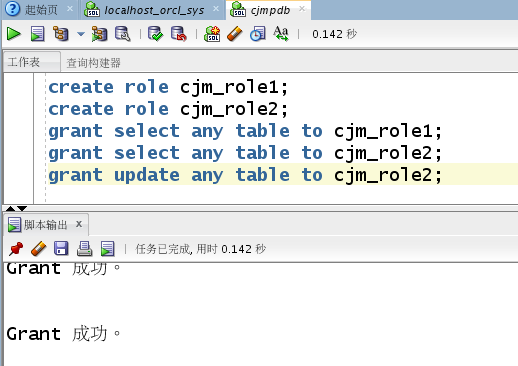 起始页 localhost_orcl_sys cjmpdb
SQL 0.142 秒
工作表 查询构建器
create role cjm_role1;
create role cjm_role2;
grant select any table to cjm_role1;
grant select any table to cjm_role2;
grant update any table to cjm_role2;
脚本输出 x
任务已完成, 用时 0.142 秒
Grant 成功。
Grant 成功。